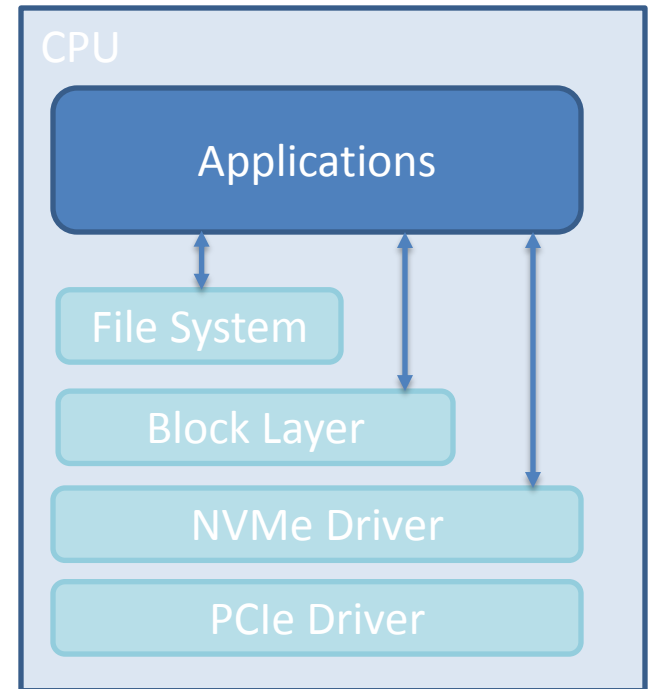 CPU
Applications
File System
Block Layer
NVMe Driver
PCIe Driver